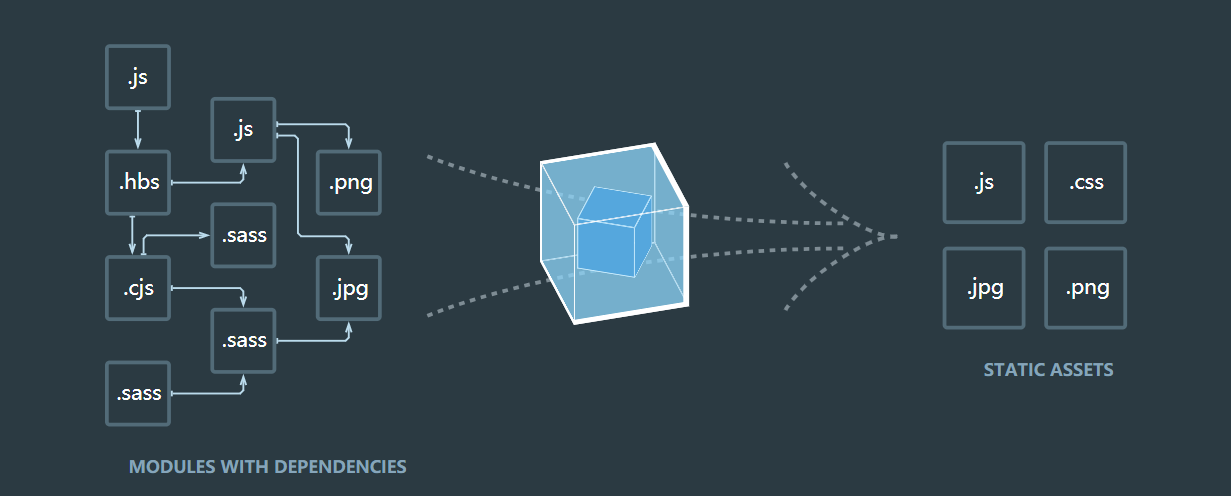 .js
.js
.hbs
.png
.sass
.cjs
.jpg
.sass
.sass
MODULES WITH DEPENDENCIES
.js
.css
.jpg
.png
STATIC ASSETS